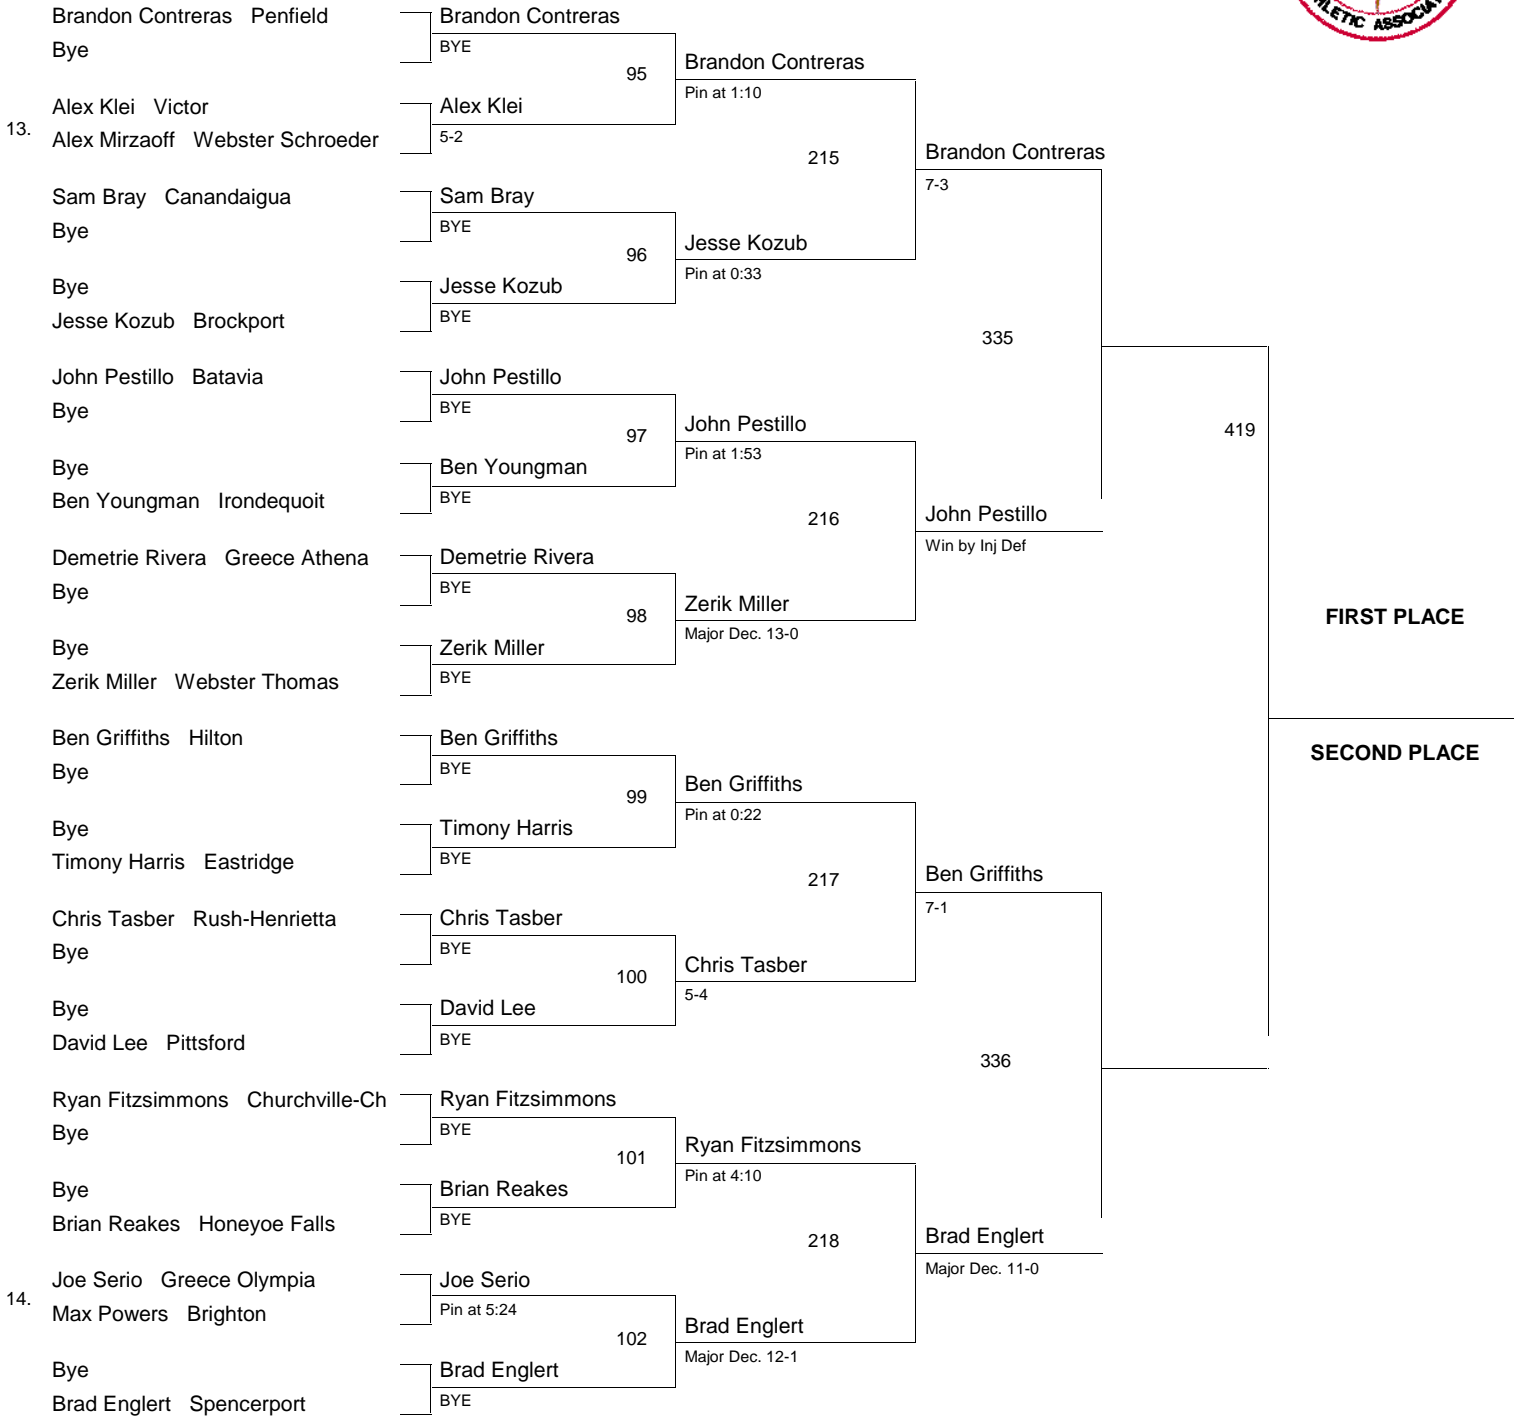 Brandon Contreras Penfield
Bye
13.
Alex Klei Victor
Alex Mirzaoff Webster Schroeder
Sam Bray Canandaigua
Bye
Bye
Jesse Kozub Brockport
John Pestillo Batavia
Bye
Bye
Ben Youngman Irondequoit
Demetrie Rivera Greece Athena
Bye
Bye
Zerik Miller Webster Thomas
Ben Griffiths Hilton
Bye
Bye
Timony Harris Eastridge
Chris Tasber Rush-Henrietta
Bye
Bye
David Lee Pittsford
Ryan Fitzsimmons Churchville-Ch
Bye
Bye
Brian Reakes Honeyoe Falls
14.
Joe Serio Greece Olympia
Max Powers Brighton
Bye
Brad Englert Spencerport
Brandon Contreras
BYE
95
Alex Klei
5-2
Sam Bray
BYE
96
Jesse Kozub
BYE
John Pestillo
BYE
97
Ben Youngman
BYE
Demetrie Rivera
BYE
98
Zerik Miller
BYE
Ben Griffiths
BYE
99
Timony Harris
BYE
Chris Tasber
BYE
100
David Lee
BYE
Ryan Fitzsimmons
BYE
101
Brian Reakes
BYE
Joe Serio
Pin at 5:24
102
Brad Englert
BYE
Brandon Contreras
Pin at 1:10
215
Jesse Kozub
Pin at 0:33
John Pestillo
Pin at 1:53
216
Zerik Miller
Major Dec. 13-0
Ben Griffiths
Pin at 0:22
217
Chris Tasber
5-4
Ryan Fitzsimmons
Pin at 4:10
218
Brad Englert
Major Dec. 12-1
Brandon Contreras
7-3
335
John Pestillo
Win by Inj Def
Ben Griffiths
7-1
336
Brad Englert
Major Dec. 11-0
419
FIRST PLACE
SECOND PLACE